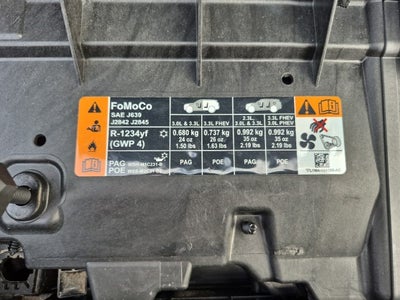 FoMoCo
SAE J639
J2842 J2845
R-1234yf
(GWP 4)
3.0L & 3.3L
3.3L FHEV
2.3L,
3.0L & 3.3L
3.3L FHEV
3.0L PHEV
0.680 kg
24 oz
1.50 lbs
0.737 kg
26 oz
1.63 lbs
0.992 kg
35 oz
2.19 lbs
0.992 kg
35 oz
2.19 lbs
PAG
POE
PAG
POE
PAG
POE